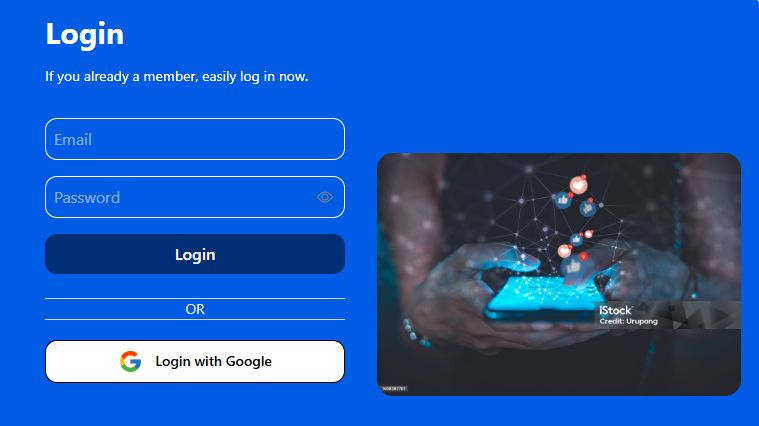 Login
If you already a member, easily log in now.
Email
Password
Login
OR
Login with Google
iStock
Credit: Urupong